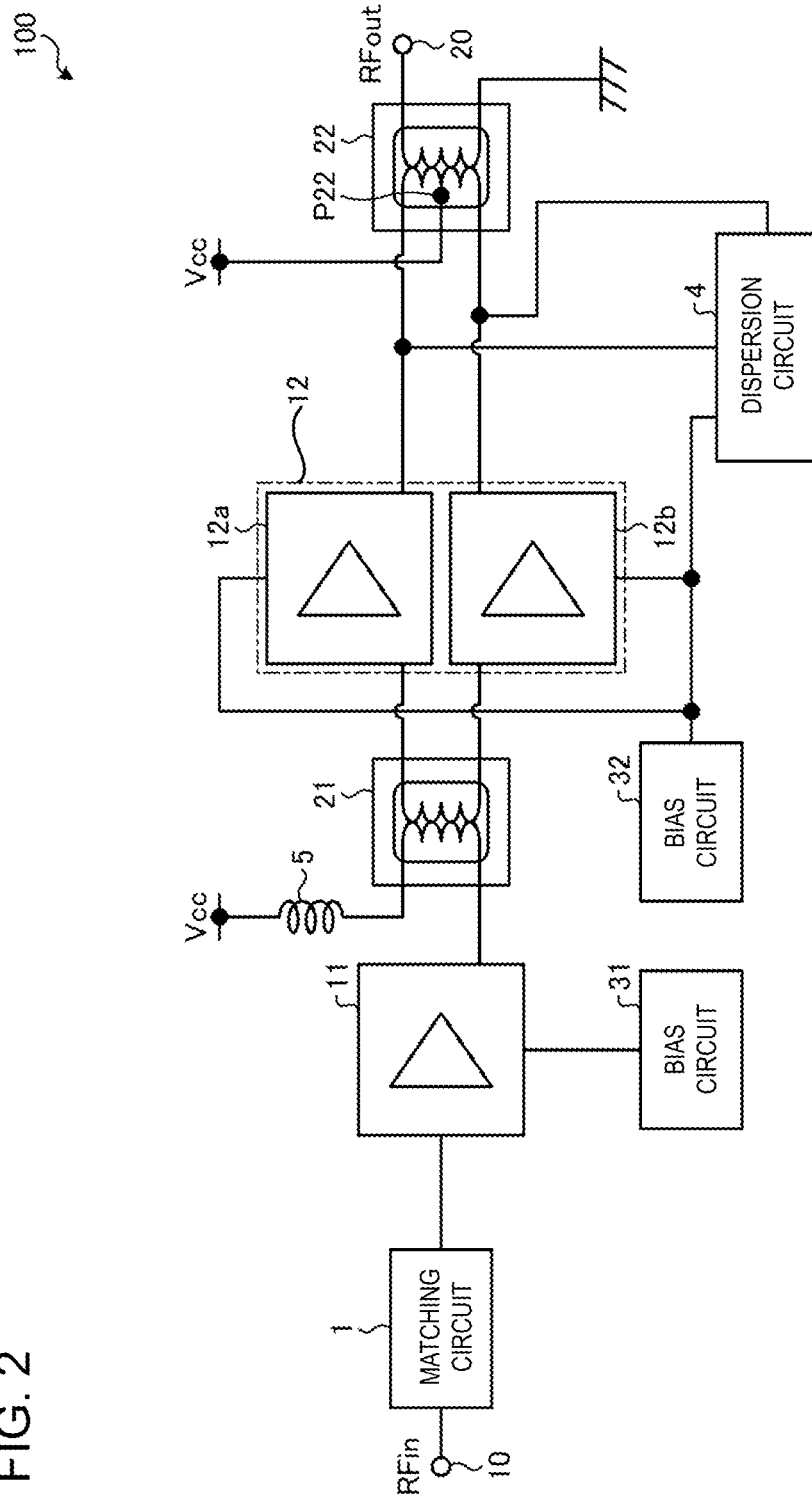 FIG. 2
100
RFin
10
1
MATCHING
CIRCUIT
11
BIAS
CIRCUIT
31
Vcc
5
21
BIAS
CIRCUIT
32
12
12a
12b
Vcc
P22
22
RFout
20
DISPERSION
CIRCUIT
4